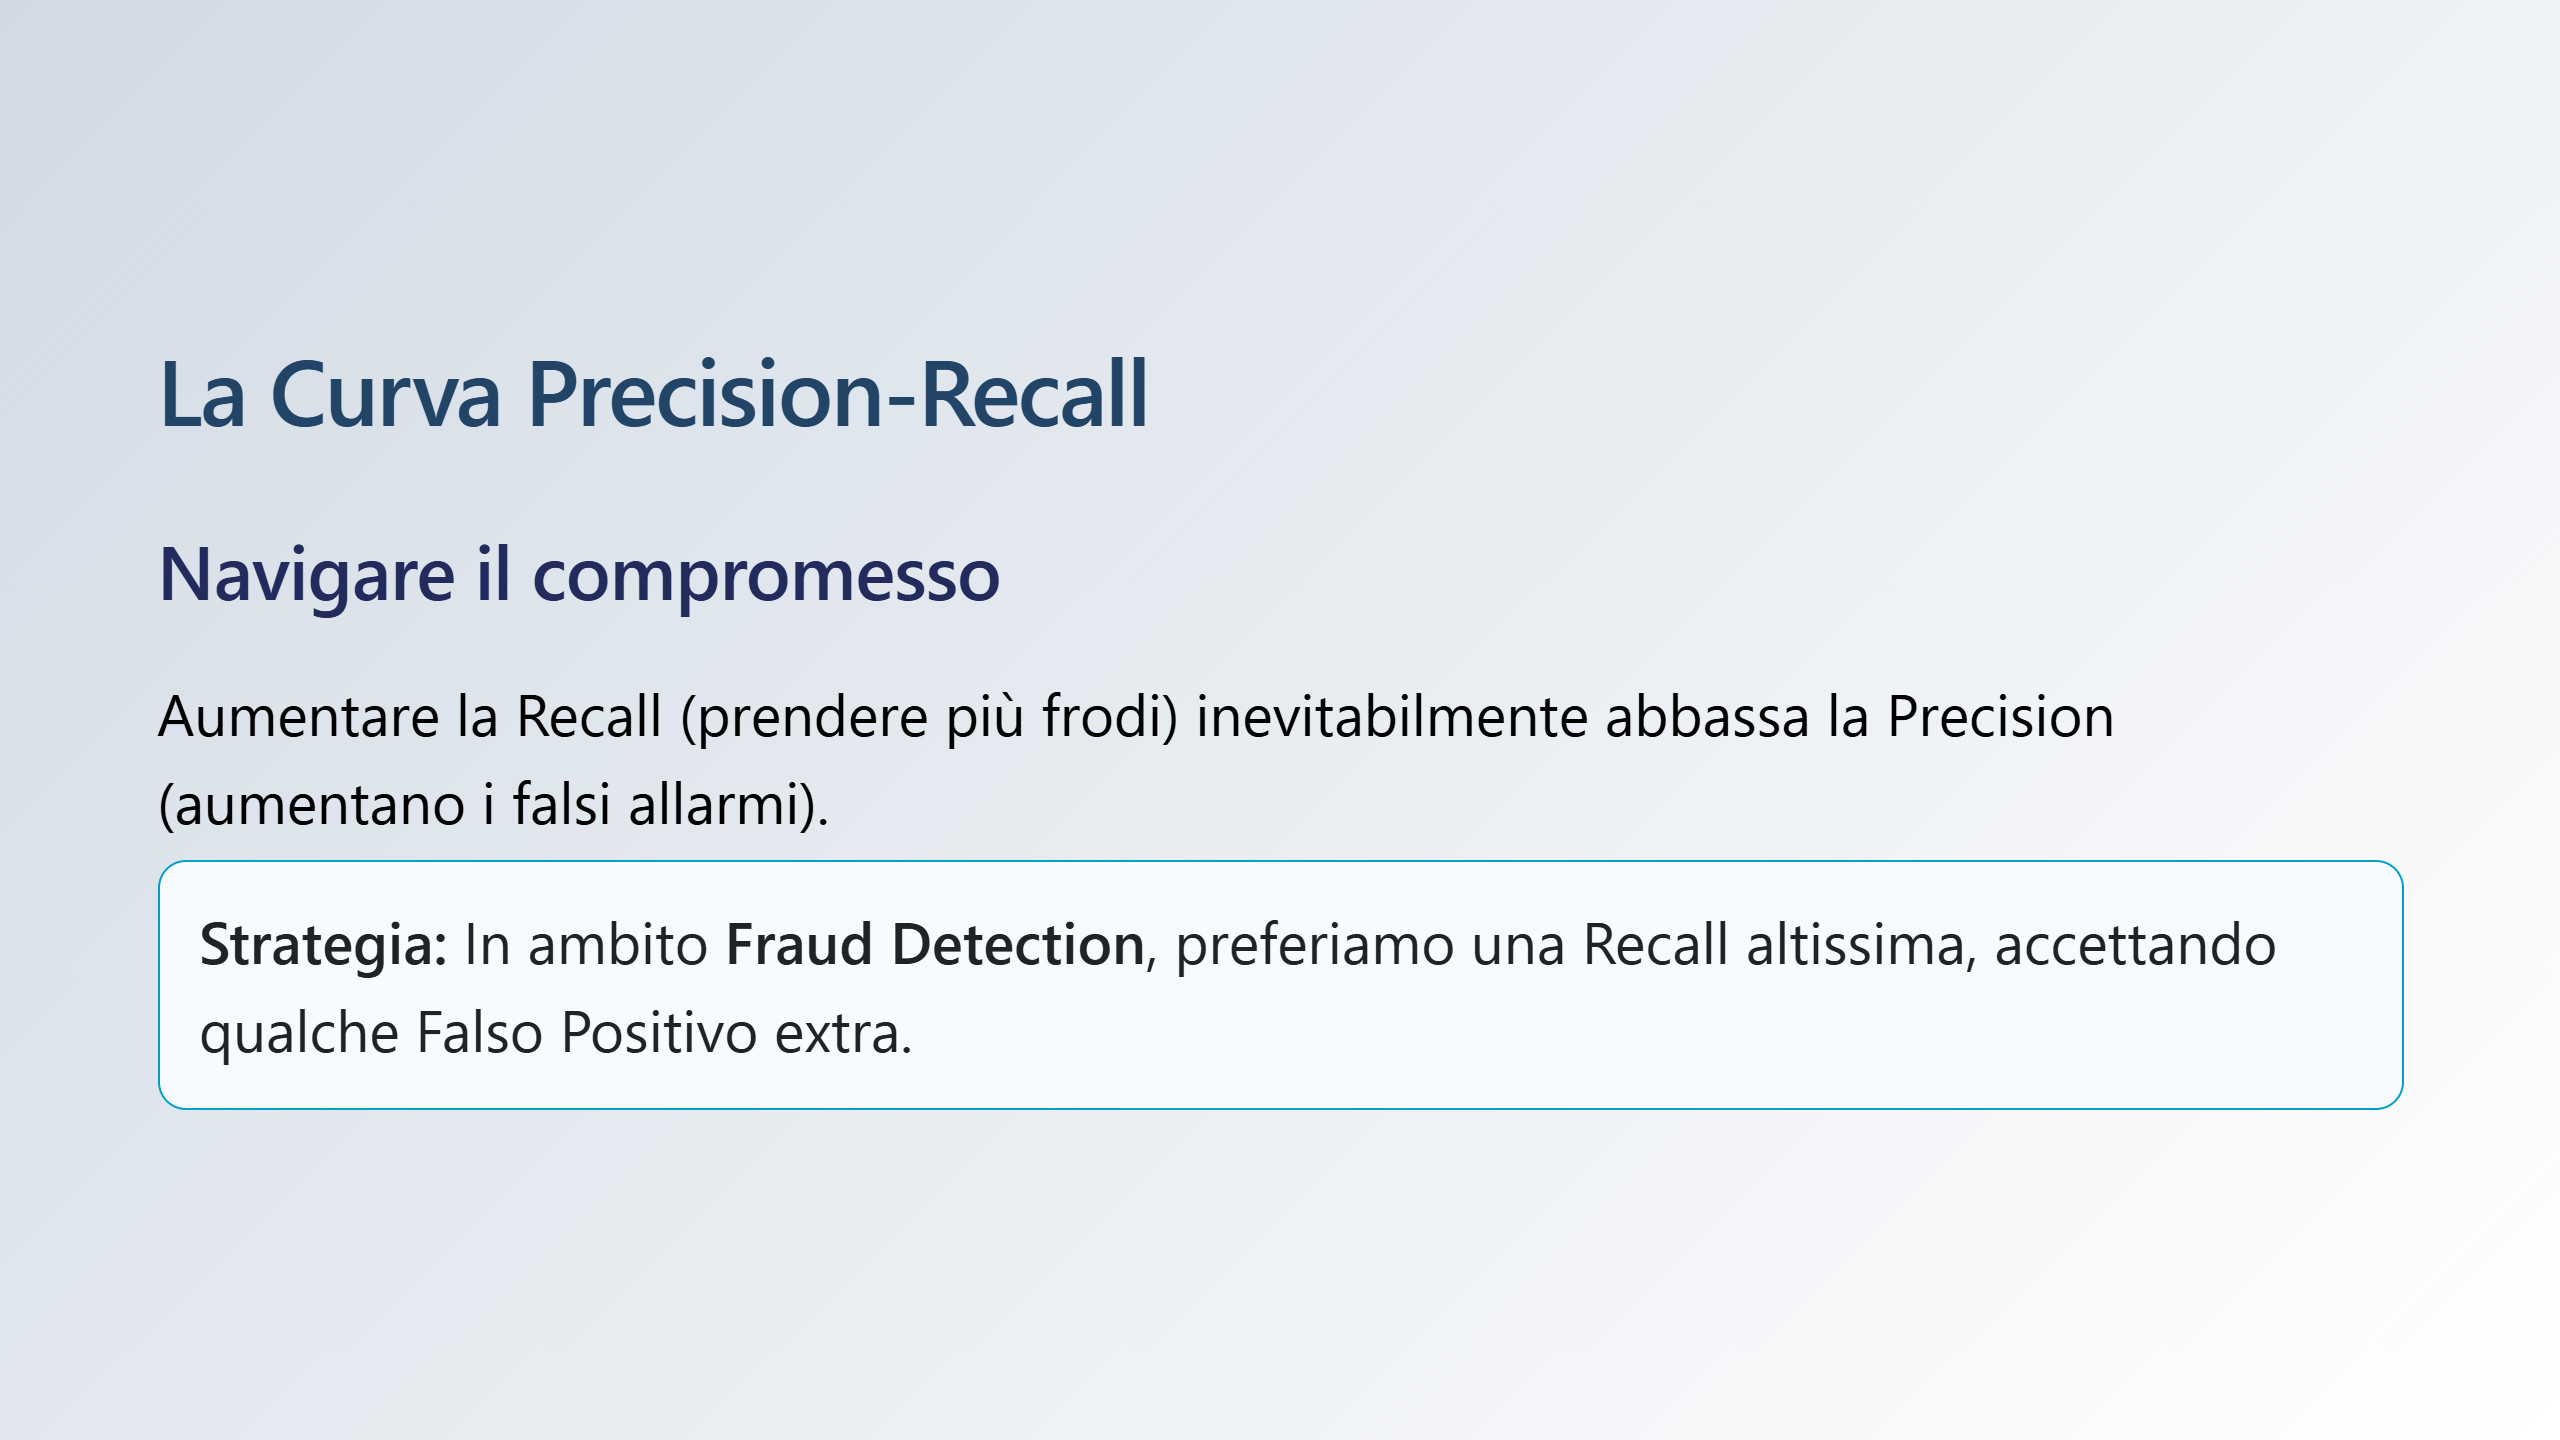 La Curva Precision-Recall
Navigare il compromesso
Aumentare la Recall (prendere più frodi) inevitabilmente abbassa la Precision
(aumentano i falsi allarmi).
Strategia: In ambito Fraud Detection, preferiamo una Recall altissima, accettando
qualche Falso Positivo extra.